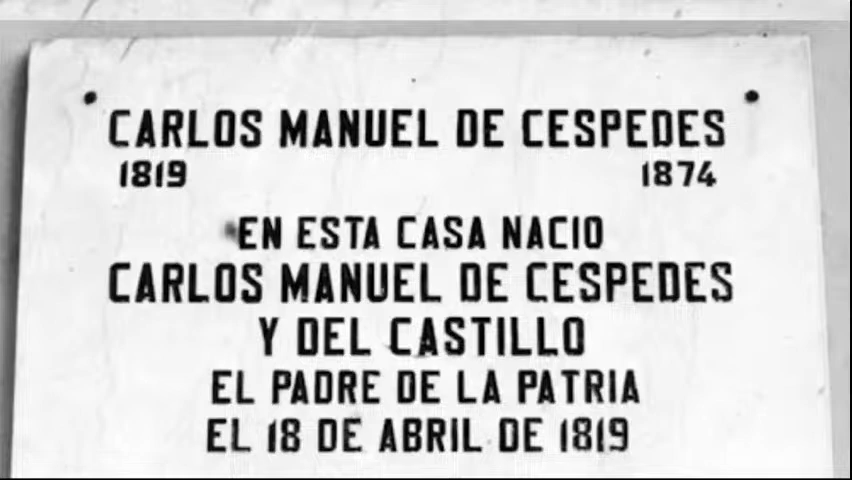 CARLOS MANUEL DE CESPEDES
1819 1874
EN ESTA CASA NACIO
CARLOS MANUEL DE CESPEDES
Y DEL CASTILLO
EL PADRE DE LA PATRIA
EL 18 DE ABRIL DE 1819